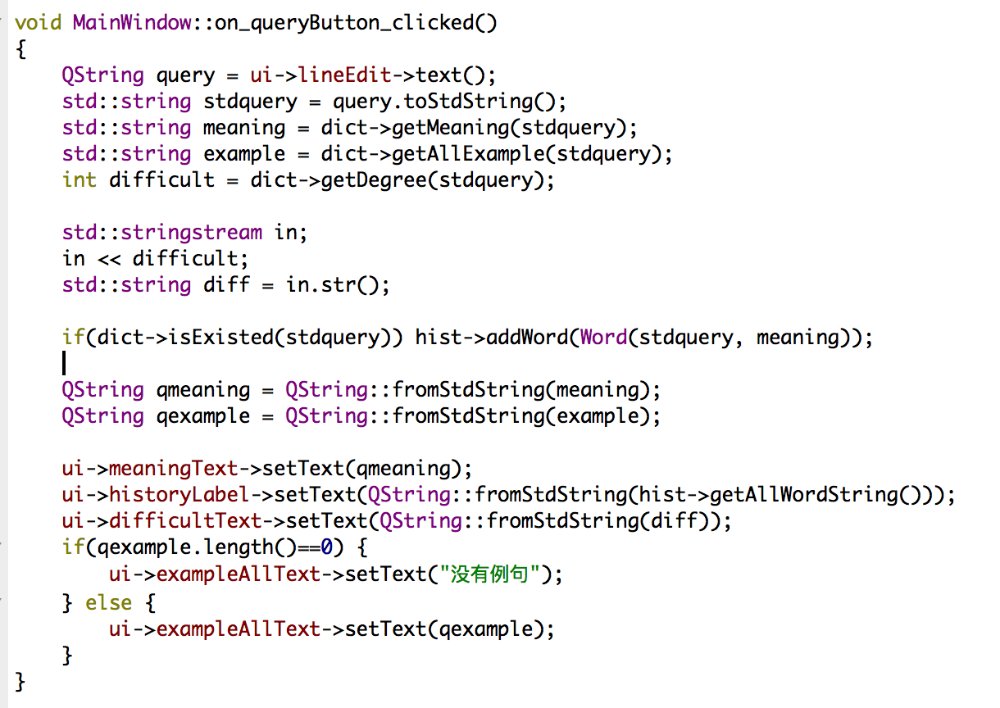 void MainWindow::on_queryButton_clicked()
{
    QString query = ui->lineEdit->text();
    std::string stdquery = query.toStdString();
    std::string meaning = dict->getMeaning(stdquery);
    std::string example = dict->getAllExample(stdquery);
    int difficult = dict->getDegree(stdquery);

    std::stringstream in;
    in << difficult;
    std::string diff = in.str();

    if(dict->isExisted(stdquery)) hist->addWord(Word(stdquery, meaning));

    QString qmeaning = QString::fromStdString(meaning);
    QString qexample = QString::fromStdString(example);

    ui->meaningText->setText(qmeaning);
    ui->historyLabel->setText(QString::fromStdString(hist->getAllWordString()));
    ui->difficultText->setText(QString::fromStdString(diff));
    if(qexample.length()==0) {
        ui->exampleAllText->setText("没有例句");
    } else {
        ui->exampleAllText->setText(qexample);
    }
}